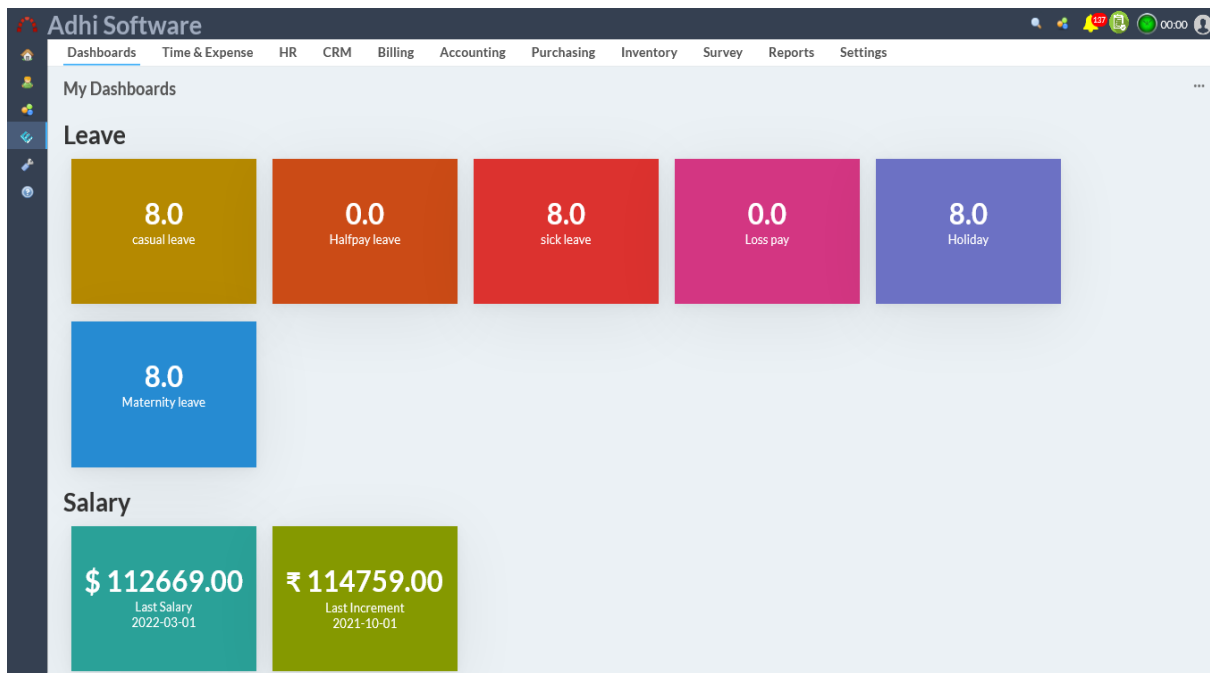 Adhi Software
137
00:00
Dashboards Time & Expense HR CRM Billing Accounting Purchasing Inventory Survey Reports Settings
My Dashboards
...
Leave
8.0 0.0 8.0 0.0 8.0
casual leave Halfpay leave sick leave Loss pay Holiday
8.0
Maternity leave
Salary
$ 112669.00 ₹ 114759.00
Last Salary Last Increment
2022-03-01 2021-10-01